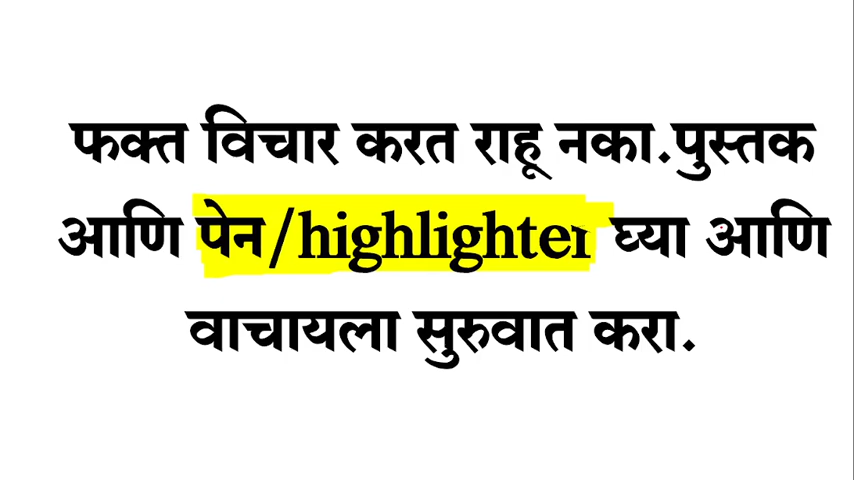 फक्त विचार करत राहू नका.पुस्तक
आणि पेन/highlighter घ्या आणि
वाचायला सुरुवात करा.